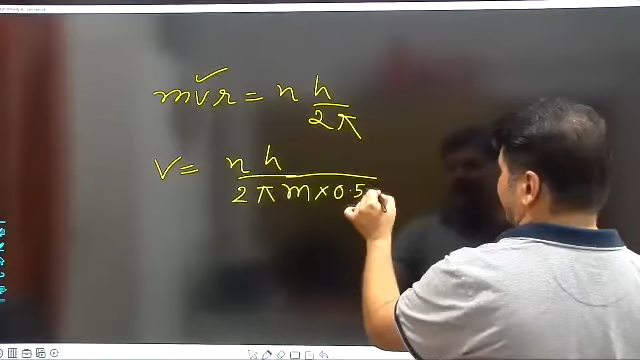 mvr = n h
2π
v = n h
2π m × 0.5